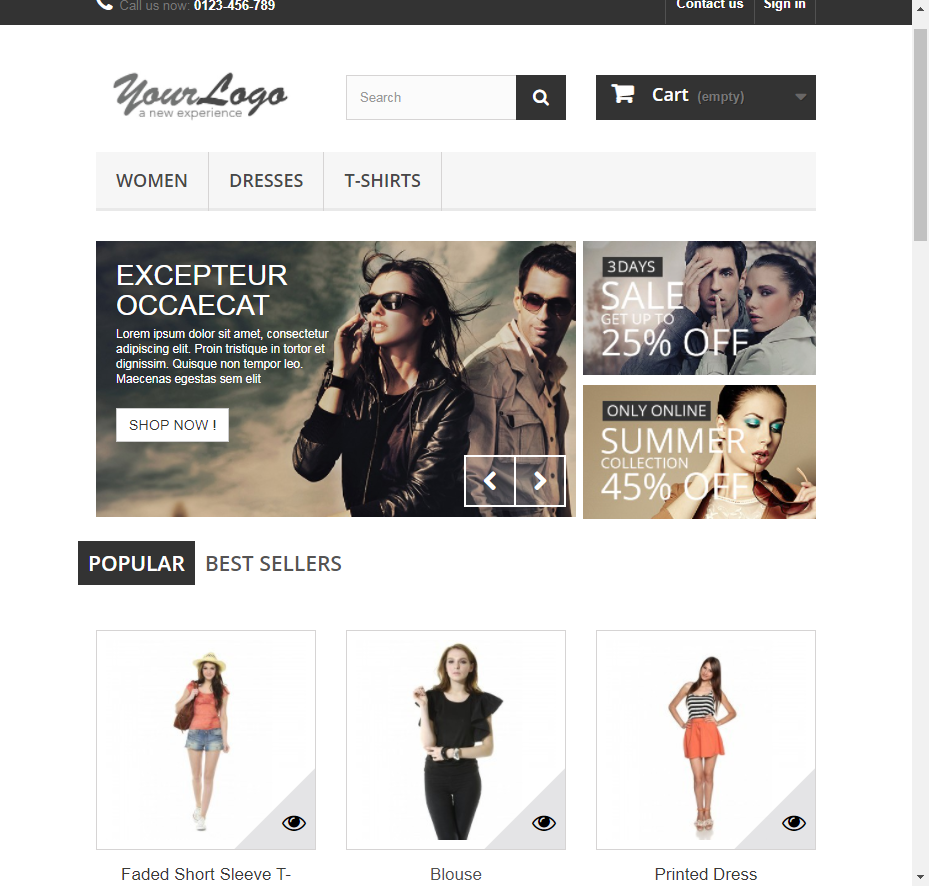 Call us now: 0123-456-789
Contact us
Sign in
YourLogo
a new experience
Search
Cart (empty)
WOMEN
DRESSES
T-SHIRTS
EXCEPTEUR
OCCAECAT
Lorem ipsum dolor sit amet, consectetur
adipiscing elit. Proin tristique in tortor et
dignissim. Quisque non tempor leo.
Maecenas egestas sem elit
SHOP NOW !
3 DAYS
SALE
GET UP TO
25% OFF
ONLY ONLINE
SUMMER
COLLECTION
45% OFF
POPULAR
BEST SELLERS
Faded Short Sleeve T-
Blouse
Printed Dress